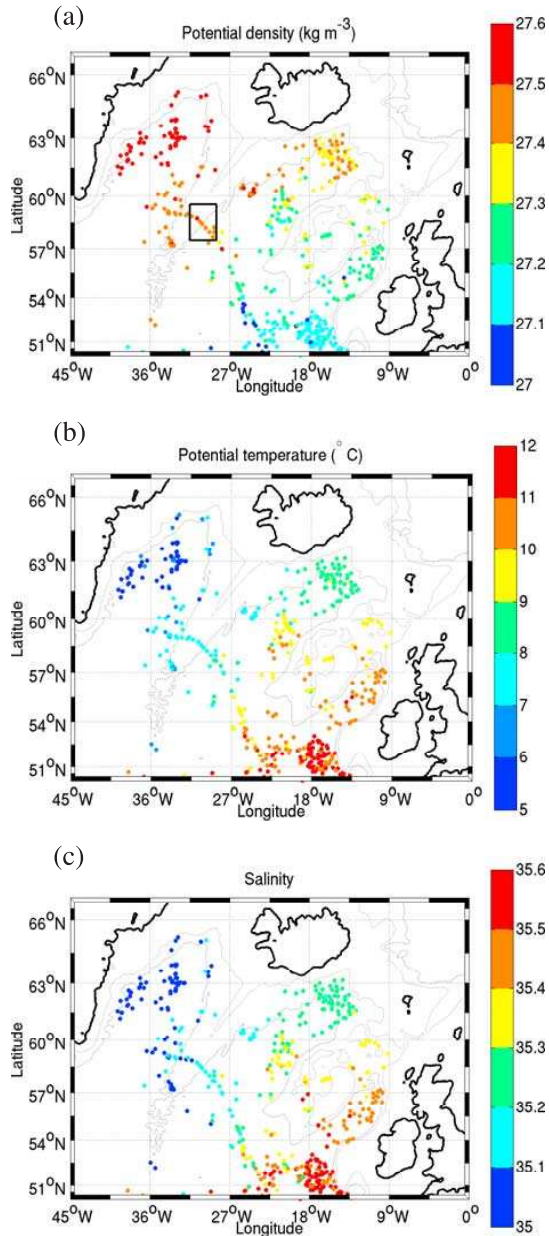 (a)
Potential density (kg m⁻³)
66°N
63°N
60°N
57°N
54°N
51°N
Latitude
45°W 36°W 27°W 18°W 9°W 0°
Longitude
27.6
27.5
27.4
27.3
27.2
27.1
27
(b)
Potential temperature (° C)
66°N
63°N
60°N
57°N
54°N
51°N
Latitude
45°W 36°W 27°W 18°W 9°W 0°
Longitude
12
11
10
9
8
7
6
5
(c)
Salinity
66°N
63°N
60°N
57°N
54°N
51°N
Latitude
45°W 36°W 27°W 18°W 9°W 0°
Longitude
35.6
35.5
35.4
35.3
35.2
35.1
35